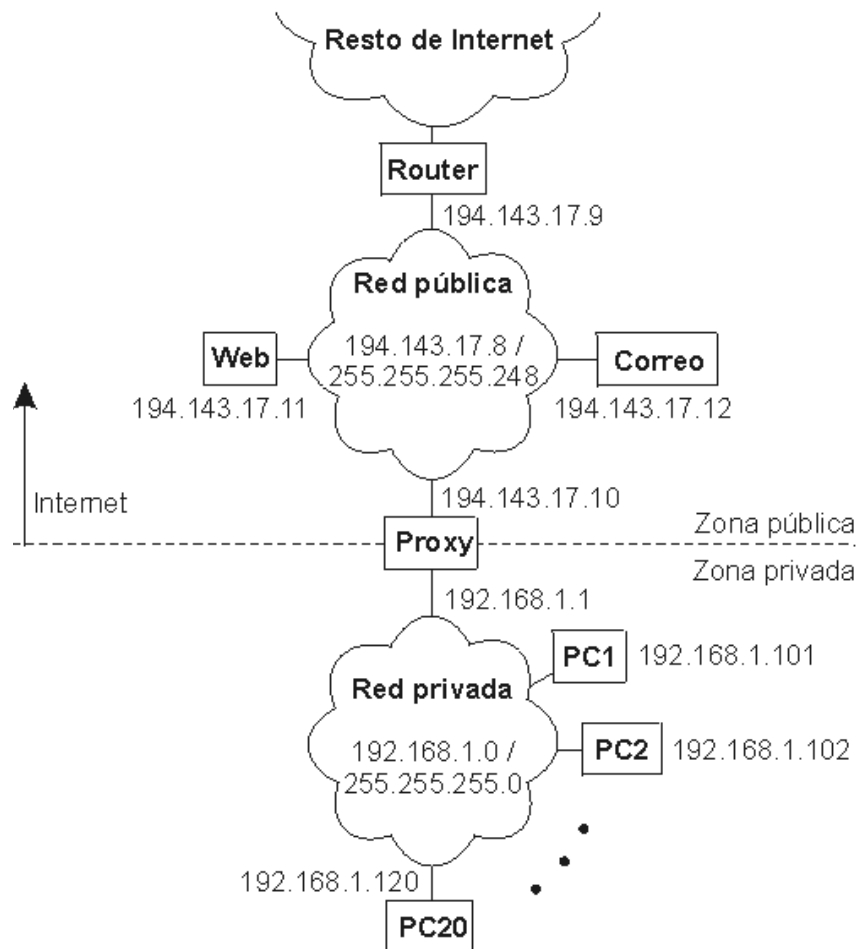 Resto de Internet
Router
194.143.17.9
Red pública
Web
194.143.17.8 /
255.255.255.248
Correo
194.143.17.11
194.143.17.12
Internet
194.143.17.10
Proxy
Zona pública
Zona privada
192.168.1.1
PC1
192.168.1.101
Red privada
192.168.1.0 /
255.255.255.0
PC2
192.168.1.102
192.168.1.120
PC20